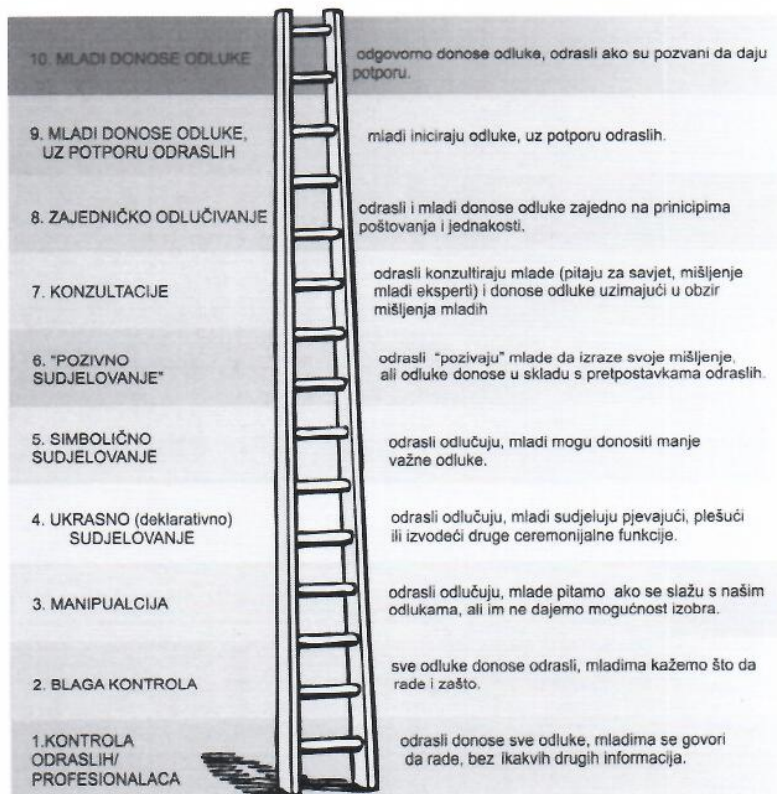 10. MLADI DONOSE ODLUKE
odgovorno donose odluke, odrasli ako su pozvani da daju
potporu.
9. MLADI DONOSE ODLUKE,
UZ POTPORU ODRASLIH
mladi iniciraju odluke, uz potporu odraslih.
8. ZAJEDNIČKO ODLUČIVANJE
odrasli i mladi donose odluke zajedno na prinicipima
poštovanja i jednakosti.
7. KONZULTACIJE
odrasli konzultiraju mlade (pitaju za savjet, mišljenje
mladi eksperti) i donose odluke uzimajući u obzir
mišljenja mladih
6. "POZIVNO
SUDJELOVANJE"
odrasli "pozivaju" mlade da izraze svoje mišljenje,
ali odluke donose u skladu s pretpostavkama odraslih.
5. SIMBOLIČNO
SUDJELOVANJE
odrasli odlučuju, mladi mogu donositi manje
važne odluke.
4. UKRASNO (deklarativno)
SUDJELOVANJE
odrasli odlučuju, mladi sudjeluju pjevajući, plešući
ili izvodeći druge ceremonijalne funkcije.
3. MANIPUALCIJA
odrasli odlučuju, mlade pitamo ako se slažu s našim
odlukama, ali im ne dajemo mogućnost izobra.
2. BLAGA KONTROLA
sve odluke donose odrasli, mladima kažemo što da
rade i zašto.
1.KONTROLA
ODRASLIH/
PROFESIONALACA
odrasli donose sve odluke, mladima se govori
da rade, bez ikakvih drugih informacija.